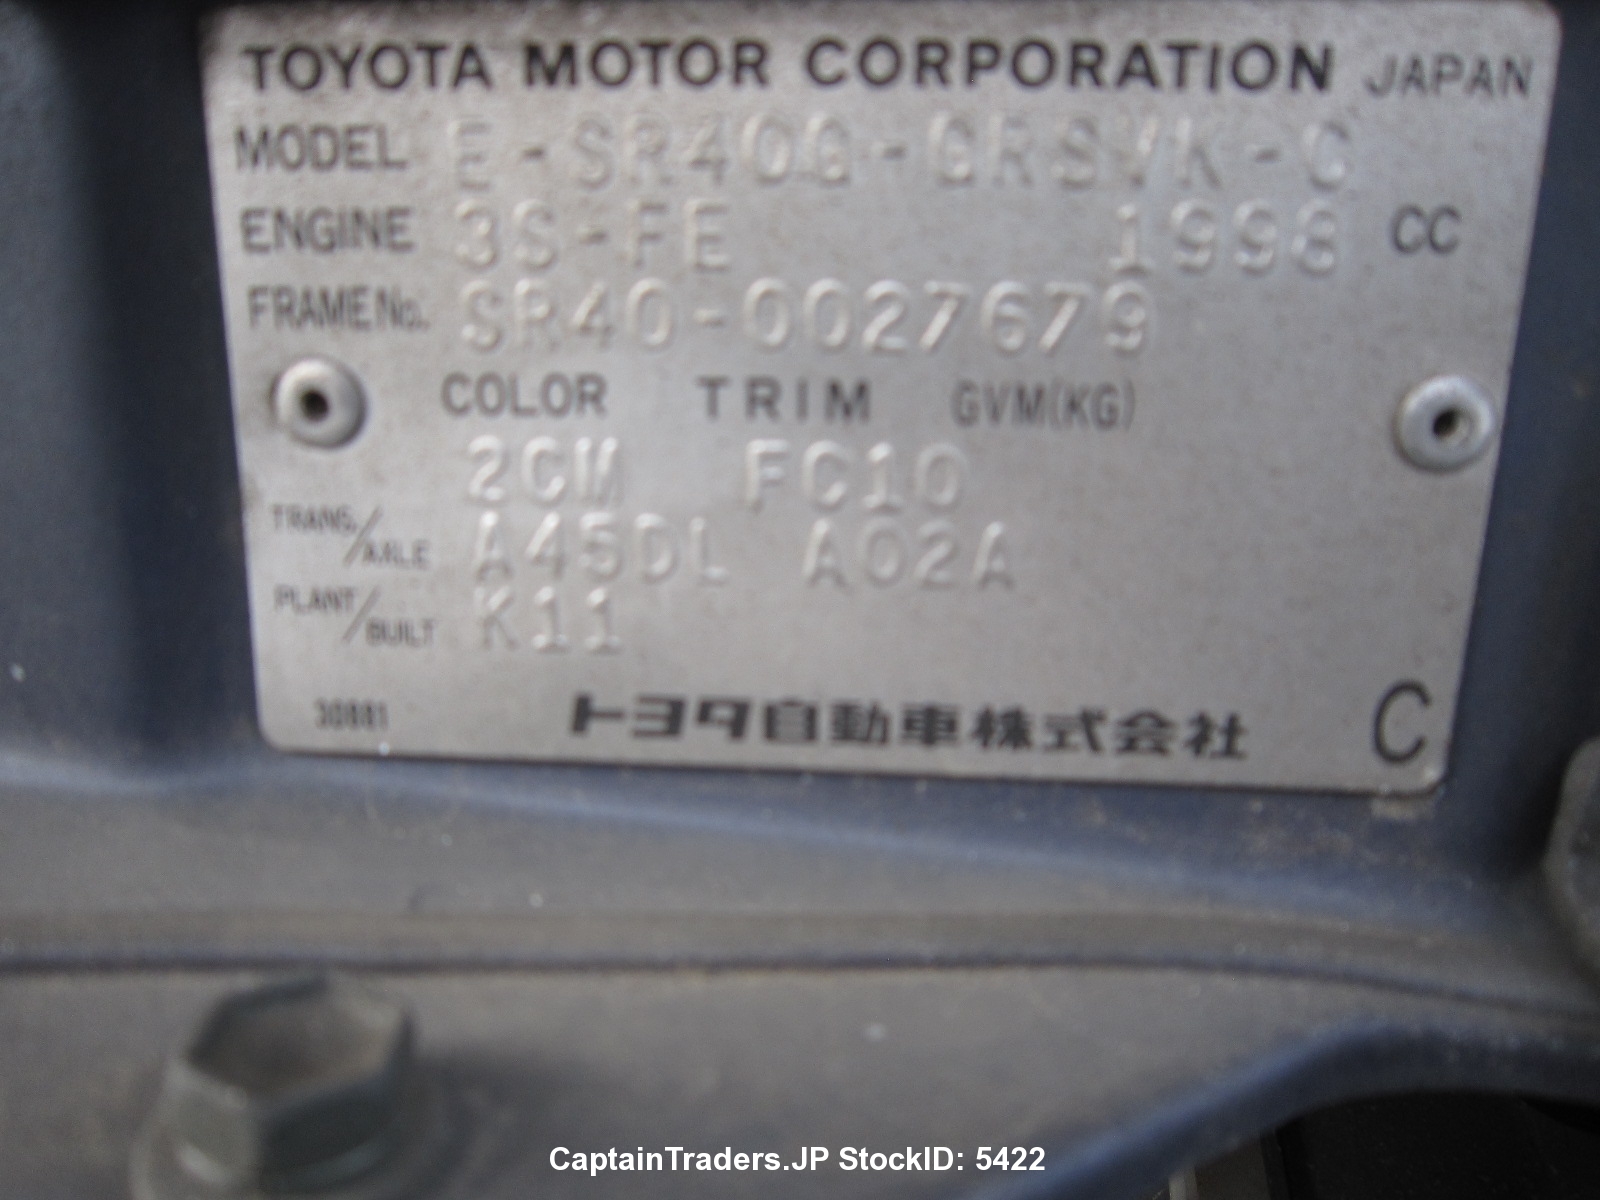 TOYOTA MOTOR CORPORATION JAPAN
MODEL E-SR40G-GRSVK-C
ENGINE 3S-FE 1998 CC
FRAME No. SR40-0027679
COLOR TRIM GVM(KG)
2CM FC10
TRANS./AXLE A45DL A02A
PLANT/BUILT K11
30881 トヨタ自動車株式会社 C
CaptainTraders.JP StockID: 5422